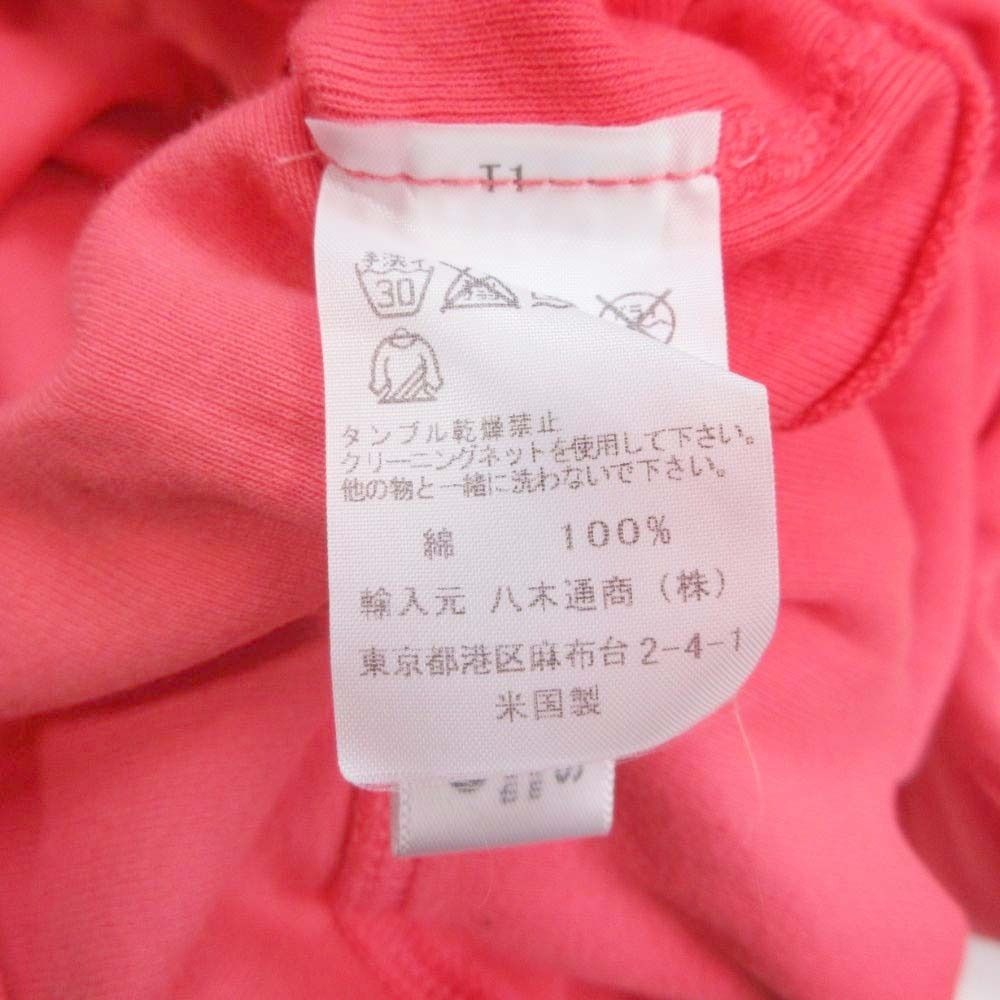 T1
手洗イ
30
タンブル乾燥禁止
クリーニングネットを使用して下さい。
他の物と一緒に洗わないで下さい。
綿 100%
輸入元 八木通商(株)
東京都港区麻布台2-4-1
米国製